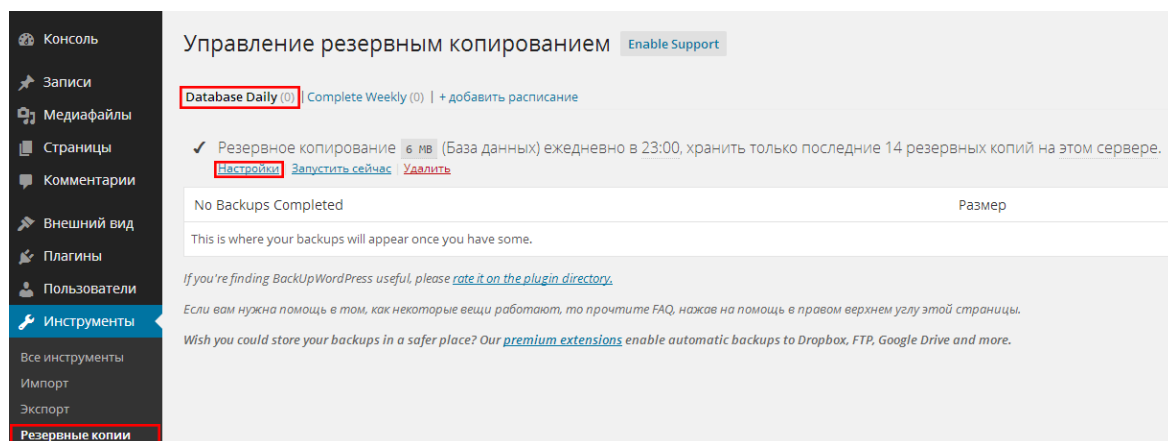 Консоль
Записи
Медиафайлы
Страницы
Комментарии
Внешний вид
Плагины
Пользователи
Инструменты
Все инструменты
Импорт
Экспорт
Резервные копии
Управление резервным копированием Enable Support
Database Daily (0) | Complete Weekly (0) | + добавить расписание
✓ Резервное копирование 6 MB (База данных) ежедневно в 23:00, хранить только последние 14 резервных копий на этом сервере.
Настройки | Запустить сейчас | Удалить
No Backups Completed Размер
This is where your backups will appear once you have some.
If you're finding BackUpWordPress useful, please rate it on the plugin directory.
Если вам нужна помощь в том, как некоторые вещи работают, то прочтите FAQ, нажав на помощь в правом верхнем углу этой страницы.
Wish you could store your backups in a safer place? Our premium extensions enable automatic backups to Dropbox, FTP, Google Drive and more.